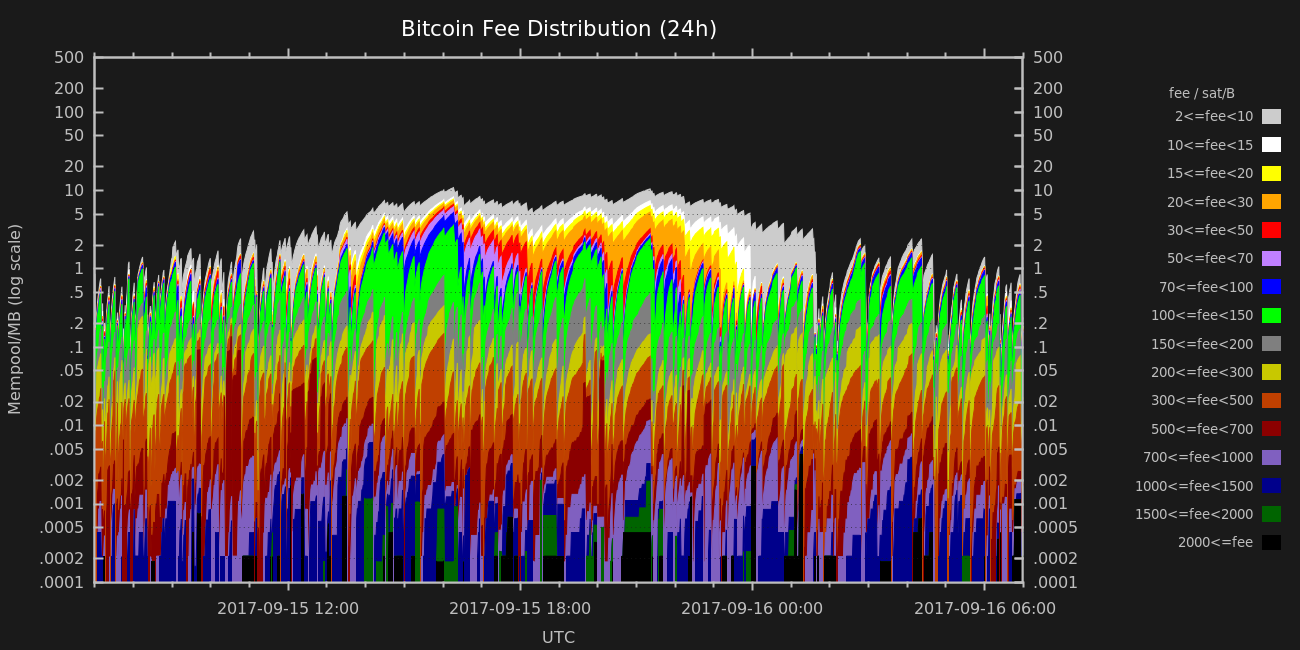 Bitcoin Fee Distribution (24h)
500 500
200 200
100 100
50 50
20 20
10 10
5 5
2 2
1 1
.5 .5
.2 .2
.1 .1
.05 .05
.02 .02
.01 .01
.005 .005
.002 .002
.001 .001
.0005 .0005
.0002 .0002
.0001 .0001
Mempool/MB (log scale)
2017-09-15 12:00 2017-09-15 18:00 2017-09-16 00:00 2017-09-16 06:00
UTC
fee / sat/B
2<=fee<10
10<=fee<15
15<=fee<20
20<=fee<30
30<=fee<50
50<=fee<70
70<=fee<100
100<=fee<150
150<=fee<200
200<=fee<300
300<=fee<500
500<=fee<700
700<=fee<1000
1000<=fee<1500
1500<=fee<2000
2000<=fee